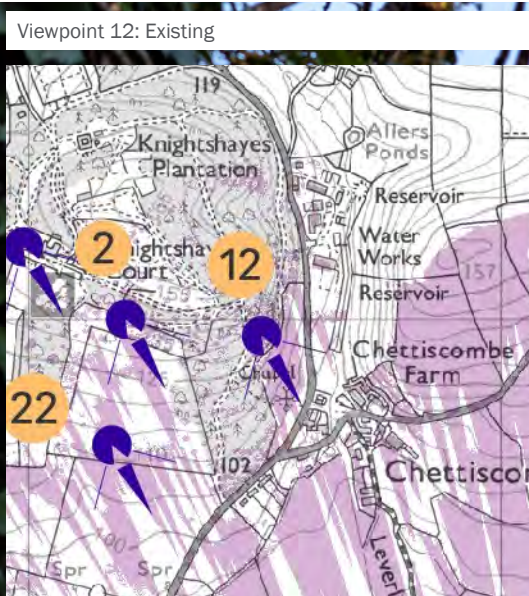 Viewpoint 12: Existing
119
Knightshayes
Plantation
Allers
Ponds
Reservoir
2
12
Water
Works
157
Reservoir
Chettiscombe
Farm
22
102
100
Spr
Spr